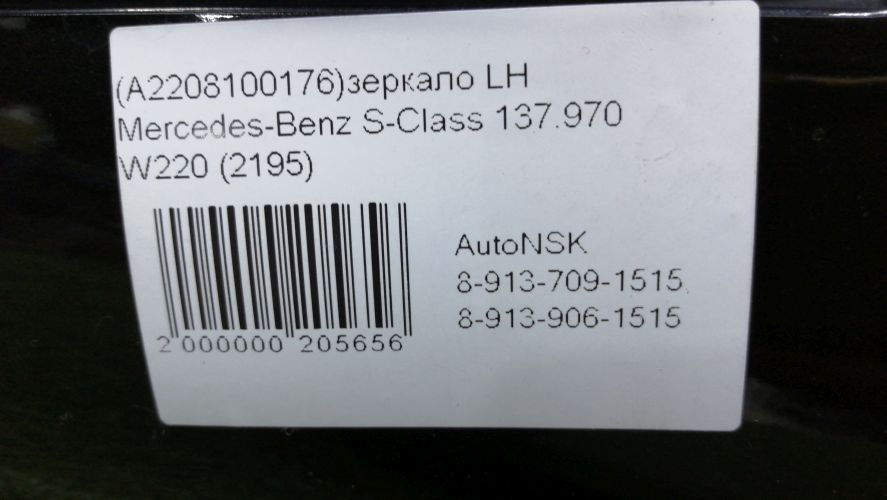 (A2208100176)зеркало LH
Mercedes-Benz S-Class 137.970
W220 (2195)
AutoNSK
8-913-709-1515
8-913-906-1515
2 000000 205656